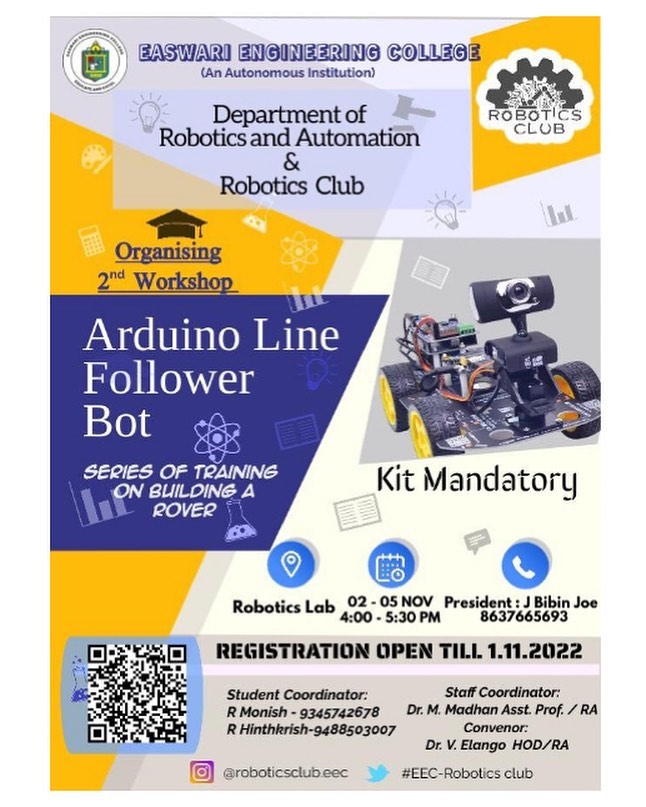 EASWARI ENGINEERING COLLEGE
(An Autonomous Institution)
ROBOTICS
CLUB
Department of
Robotics and Automation
&
Robotics Club
Organising
2nd Workshop
Arduino Line
Follower
Bot
SERIES OF TRAINING
ON BUILDING A
ROVER
Kit Mandatory
Robotics Lab
02 - 05 NOV
4:00 - 5:30 PM
President : J Bibin Joe
8637665693
REGISTRATION OPEN TILL 1.11.2022
Student Coordinator:
R Monish - 9345742678
R Hinthkrish-9488503007
Staff Coordinator:
Dr. M. Madhan Asst. Prof. / RA
Convenor:
Dr. V. Elango HOD/RA
@roboticsclub.eec
#EEC-Robotics club